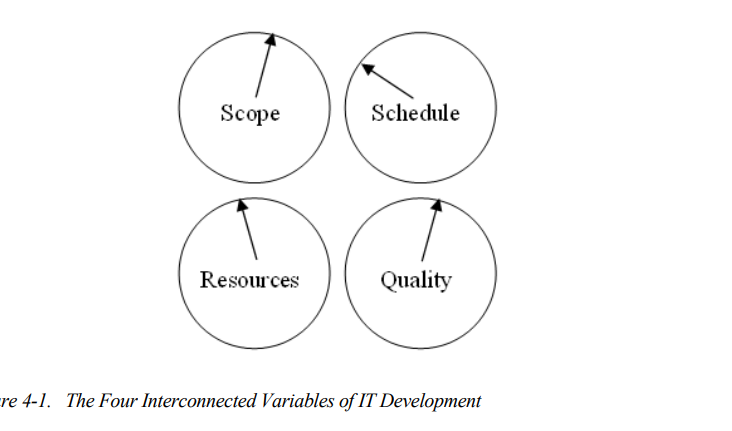 Scope Schedule
Resources Quality
re 4-1. The Four Interconnected Variables of IT Development